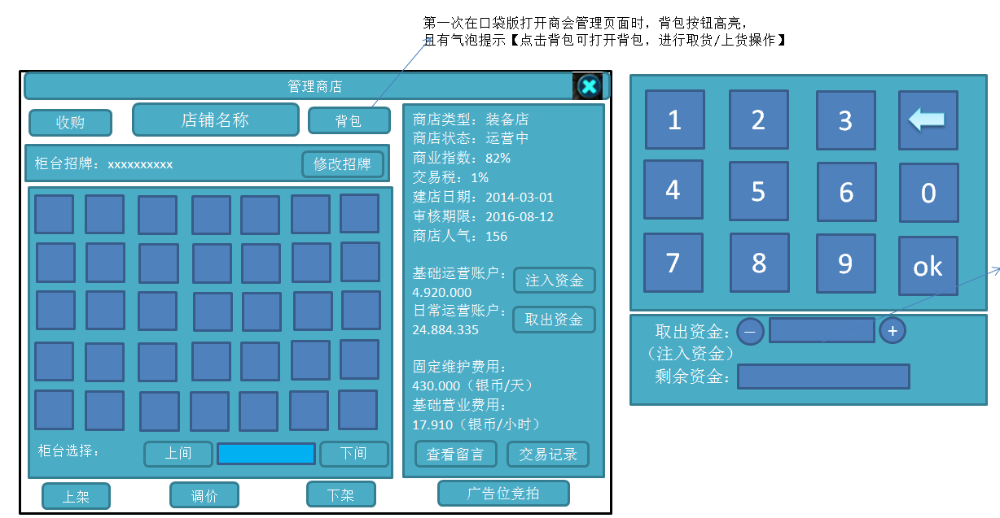 第一次在口袋版打开商会管理页面时，背包按钮高亮，
且有气泡提示【点击背包可打开背包，进行取货/上货操作】
管理商店
收购
店铺名称
背包
柜台招牌：xxxxxxxxxx
修改招牌
商店类型：装备店
商店状态：运营中
商业指数：82%
交易税：1%
建店日期：2014-03-01
审核期限：2016-08-12
商店人气：156
基础运营账户：
4.920.000
注入资金
日常运营账户：
24.884.335
取出资金
固定维护费用：
430.000（银币/天）
基础营业费用：
17.910（银币/小时）
查看留言
交易记录
柜台选择：
上间
下间
上架
调价
下架
广告位竞拍
1
2
3
4
5
6
0
7
8
9
ok
取出资金：
－
+
（注入资金）
剩余资金：